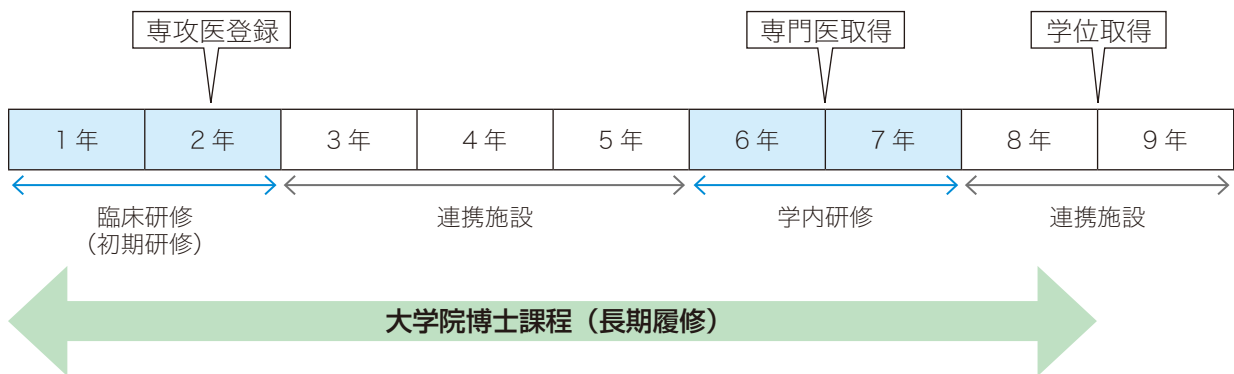 専攻医登録
専門医取得
学位取得
1年
2年
3年
4年
5年
6年
7年
8年
9年
臨床研修
（初期研修）
連携施設
学内研修
連携施設
大学院博士課程（長期履修）